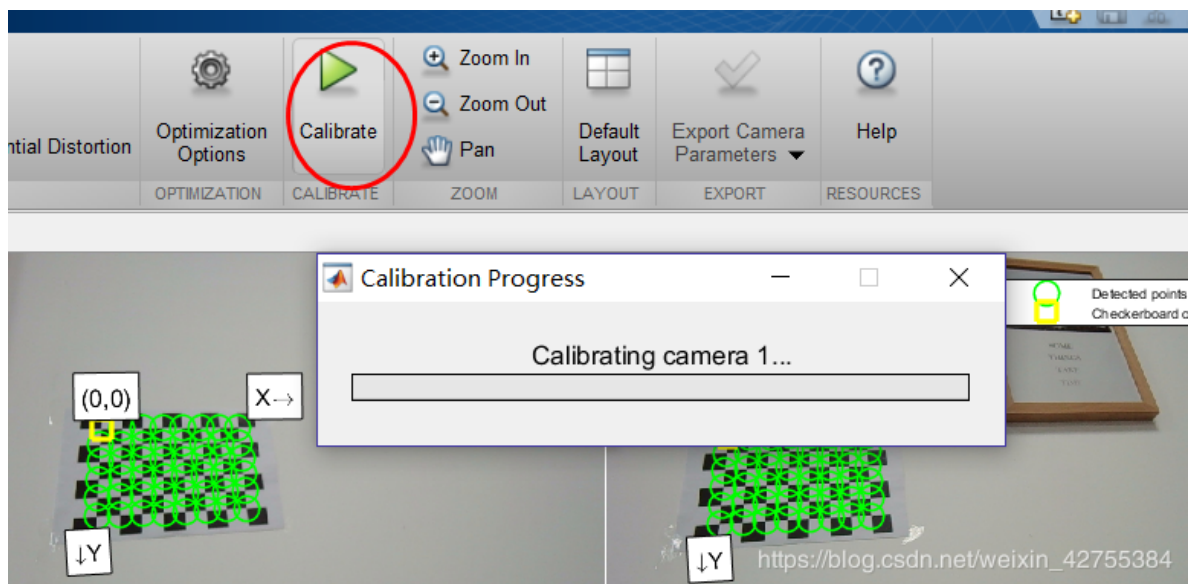 Zoom In
Zoom Out
Pan
ntial Distortion
Optimization
Options
Calibrate
Default
Layout
Export Camera
Parameters
Help
OPTIMIZATION
CALIBRATE
ZOOM
LAYOUT
EXPORT
RESOURCES
Calibration Progress
Calibrating camera 1...
Detected points
Checkerboard o
(0,0)
X→
↓Y
↓Y
https://blog.csdn.net/weixin_42755384